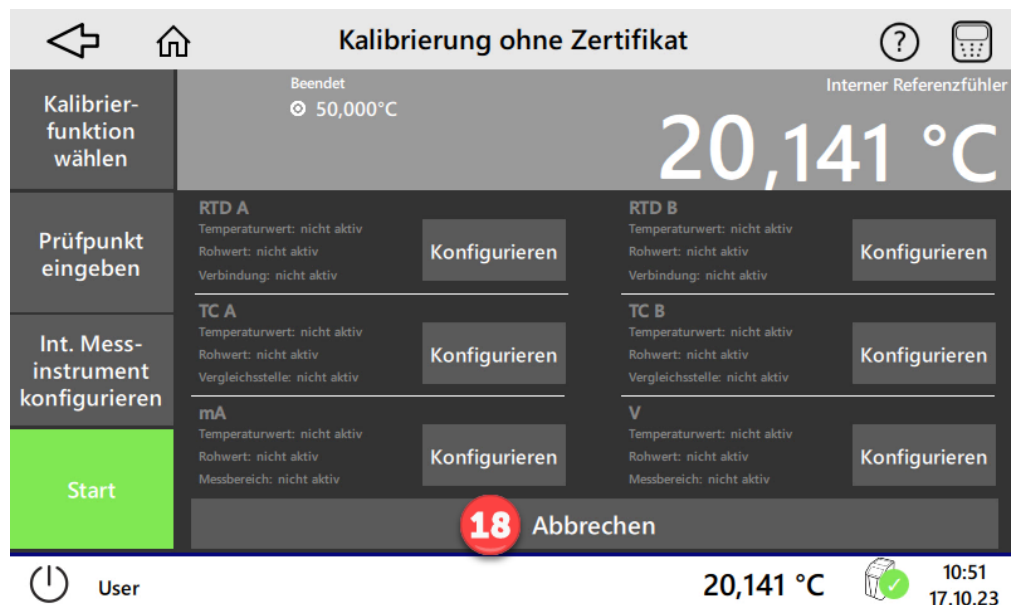 Kalibrierung ohne Zertifikat
?
Kalibrier-
funktion
wählen
Prüfpunkt
eingeben
Int. Mess-
instrument
konfigurieren
Start
Beendet
50,000°C
Interner Referenzfühler
20,141 °C
RTD A
Temperaturwert: nicht aktiv
Rohwert: nicht aktiv
Verbindung: nicht aktiv
Konfigurieren
RTD B
Temperaturwert: nicht aktiv
Rohwert: nicht aktiv
Verbindung: nicht aktiv
Konfigurieren
TC A
Temperaturwert: nicht aktiv
Rohwert: nicht aktiv
Vergleichsstelle: nicht aktiv
Konfigurieren
TC B
Temperaturwert: nicht aktiv
Rohwert: nicht aktiv
Vergleichsstelle: nicht aktiv
Konfigurieren
mA
Temperaturwert: nicht aktiv
Rohwert: nicht aktiv
Messbereich: nicht aktiv
Konfigurieren
V
Temperaturwert: nicht aktiv
Rohwert: nicht aktiv
Messbereich: nicht aktiv
Konfigurieren
18 Abbrechen
User
20,141 °C
10:51
17.10.23